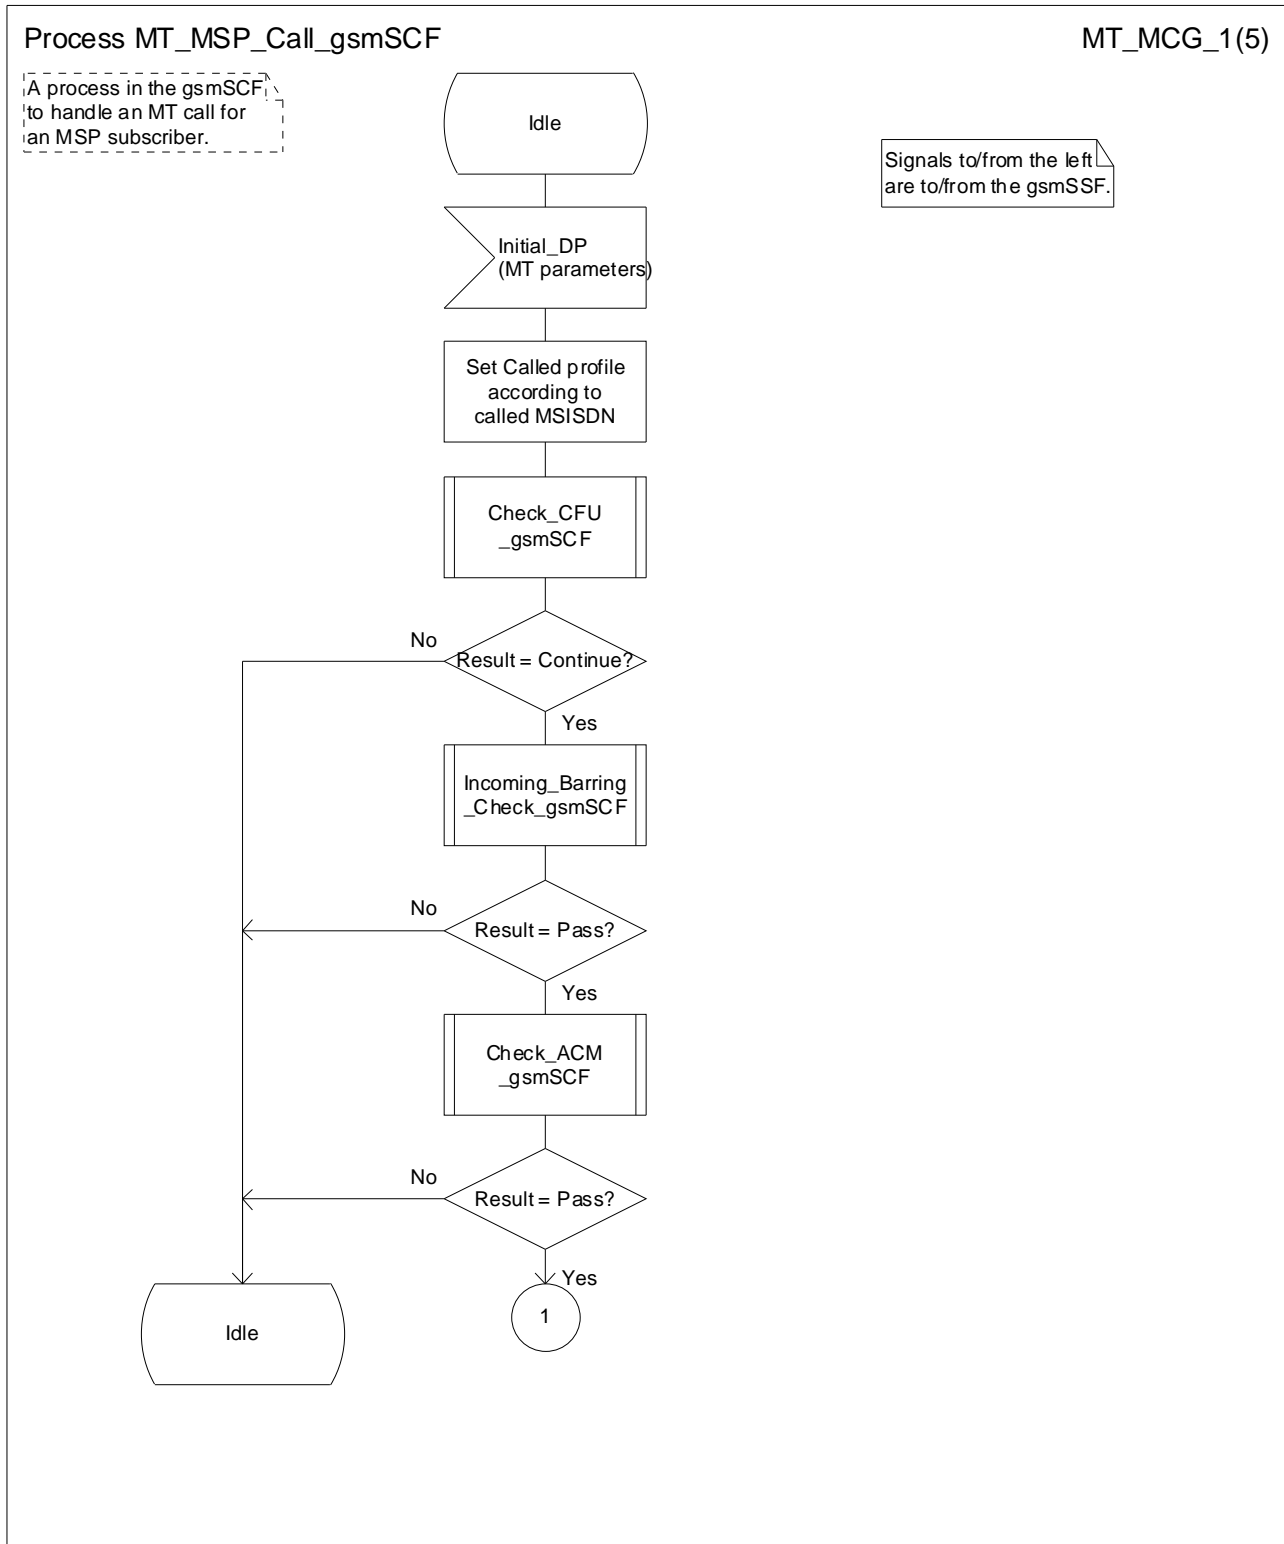 Process MT_MSP_Call_gsmSCF
MT_MCG_1(5)
A process in the gsmSCF
to handle an MT call for
an MSP subscriber.
Idle
Signals to/from the left
are to/from the gsmSSF.
Initial_DP
(MT parameters)
Set Called profile
according to
called MSISDN
Check_CFU
_gsmSCF
No
Result = Continue?
Yes
Incoming_Barring
_Check_gsmSCF
No
Result = Pass?
Yes
Check_ACM
_gsmSCF
No
Result = Pass?
Yes
1
Idle